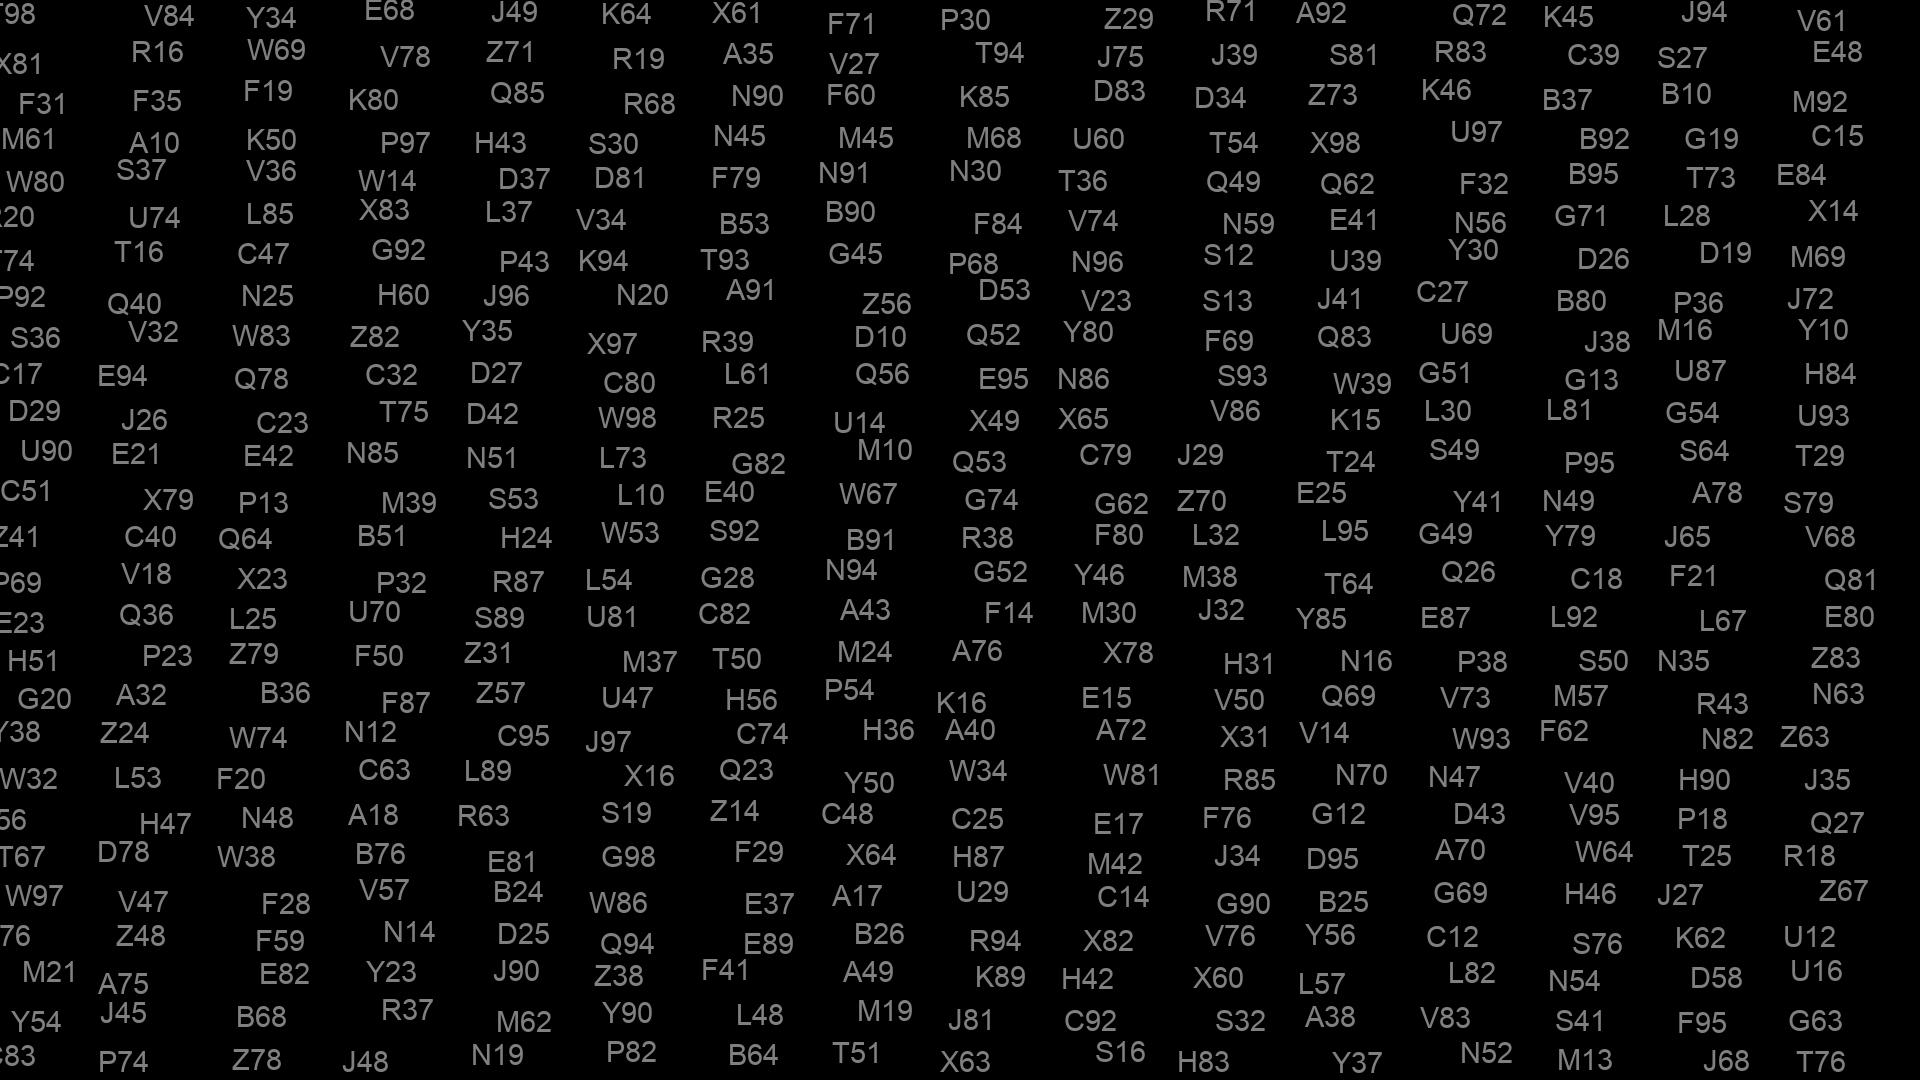 V84 Y34 E68 J49 K64 X61 F71 P30 Z29 R71 A92 Q72 K45 J94 V61
X81 R16 W69 V78 Z71 R19 A35 V27 T94 J75 J39 S81 R83 C39 S27 E48
F31 F35 F19 K80 Q85 R68 N90 F60 K85 D83 D34 Z73 K46 B37 B10 M92
M61 A10 K50 P97 H43 S30 N45 M45 M68 U60 T54 X98 U97 B92 G19 C15
W80 S37 V36 W14 D37 D81 F79 N91 N30 T36 Q49 Q62 F32 B95 T73 E84
U74 L85 X83 L37 V34 B53 B90 F84 V74 N59 E41 N56 G71 L28 X14
T16 C47 G92 P43 K94 T93 G45 P68 N96 S12 U39 Y30 D26 D19 M69
P92 Q40 N25 H60 J96 N20 A91 Z56 D53 V23 S13 J41 C27 B80 P36 J72
S36 V32 W83 Z82 Y35 X97 R39 D10 Q52 Y80 F69 Q83 U69 J38 M16 Y10
C17 E94 Q78 C32 D27 C80 L61 Q56 E95 N86 S93 W39 G51 G13 U87 H84
D29 J26 C23 T75 D42 W98 R25 U14 X49 X65 V86 K15 L30 L81 G54 U93
U90 E21 E42 N85 N51 L73 G82 M10 Q53 C79 J29 T24 S49 P95 S64 T29
C51 X79 P13 M39 S53 L10 E40 W67 G74 G62 Z70 E25 Y41 N49 A78 S79
Z41 C40 Q64 B51 H24 W53 S92 B91 R38 F80 L32 L95 G49 Y79 J65 V68
P69 V18 X23 P32 R87 L54 G28 N94 G52 Y46 M38 T64 Q26 C18 F21 Q81
E23 Q36 L25 U70 S89 U81 C82 A43 F14 M30 J32 Y85 E87 L92 L67 E80
H51 P23 Z79 F50 Z31 M37 T50 M24 A76 X78 H31 N16 P38 S50 N35 Z83
G20 A32 B36 F87 Z57 U47 H56 P54 K16 E15 V50 Q69 V73 M57 R43 N63
Y38 Z24 W74 N12 C95 J97 C74 H36 A40 A72 X31 V14 W93 F62 N82 Z63
W32 L53 F20 C63 L89 X16 Q23 Y50 W34 W81 R85 N70 N47 V40 H90 J35
H47 N48 A18 R63 S19 Z14 C48 C25 E17 F76 G12 D43 V95 P18 Q27
T67 D78 W38 B76 E81 G98 F29 X64 H87 M42 J34 D95 A70 W64 T25 R18
W97 V47 F28 V57 B24 W86 E37 A17 U29 C14 G90 B25 G69 H46 J27 Z67
Z48 F59 N14 D25 Q94 E89 B26 R94 X82 V76 Y56 C12 S76 K62 U12
M21 A75 E82 Y23 J90 Z38 F41 A49 K89 H42 X60 L57 L82 N54 D58 U16
Y54 J45 B68 R37 M62 Y90 L48 M19 J81 C92 S32 A38 V83 S41 F95 G63
P74 Z78 J48 N19 P82 B64 T51 X63 S16 H83 Y37 N52 M13 J68 T76